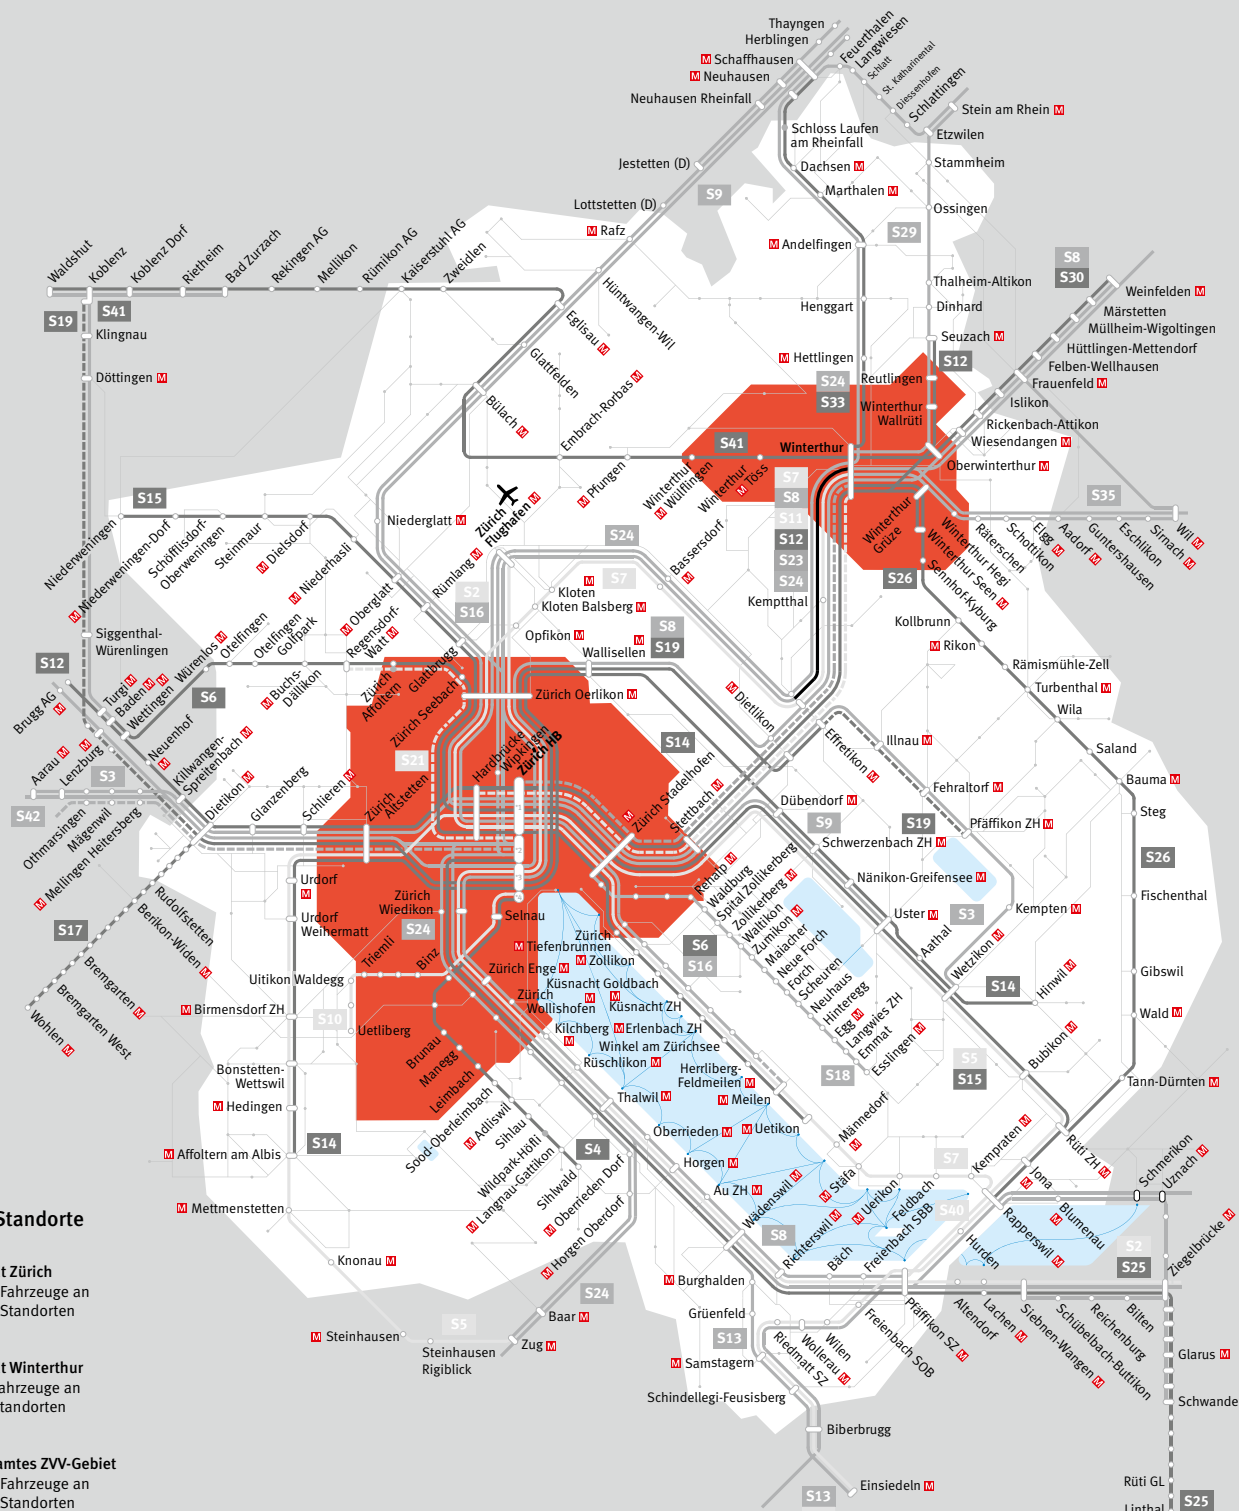 Thayngen
Herblingen
M Schaffhausen
M Neuhausen
Neuhausen Rheinfall
Feuerthalen
Langwiesen
Schlatt
St. Katharinental
Diessenhofen
Schlattingen
Stein am Rhein M
Etzwilen
Schloss Laufen
am Rheinfall
Stammheim
Jestetten (D)
Dachsen M
S9
Marthalen M
Lottstetten (D)
Ossingen
M Rafz
S29
M Andelfingen
Waldshut
Koblenz
Koblenz Dorf
Rietheim
Bad Zurzach
Rekingen AG
Mellikon
Rümikon AG
Kaiserstuhl AG
Zweidlen
S8
S30
Thalheim-Altikon
Weinfelden M
Hüntwangen-Wil
Henggart
Dinhard
Märstetten
S41
S19
Klingnau
Eglisau M
Müllheim-Wigoltingen
Seuzach M
Hüttlingen-Mettendorf
M Hettlingen
S12
Felben-Wellhausen
Glattfelden
Döttingen M
S24
S33
Reutlingen
Frauenfeld M
Islikon
Bülach M
Embrach-Rorbas M
Winterthur
Wallrüti
Rickenbach-Attikon
Wiesendangen M
S41
Winterthur
Oberwinterthur M
M Pfungen
Winterthur
M Wülflingen
Winterthur
M Töss
S7
S8
S11
S12
S23
S24
S15
S35
Niederweningen
M Niederweningen-Dorf
Schöfflisdorf-
Oberweningen
Steinmaur
M Dielsdorf
M Niederhasli
Niederglatt M
Zürich
Flughafen M
S24
Bassersdorf
M
Winterthur
Grüze
Winterthur Hegi
Winterthur Seen M
Räterschen
Schottikon
Elgg M
Aadorf M
Guntershausen
Eschlikon
Sirnach M
Wil M
S26
Sennhof-Kyburg
Rümlang M
M Oberglatt
S2
S16
S7
M
Kloten
Kloten Balsberg M
Opfikon M
M
Wallisellen
S8
S19
Kemptthal
Kollbrunn
M Rikon
Siggenthal-
Würenlingen
Otelfingen
Otelfingen
Golfpark
Regensdorf-
Watt M
Rämismühle-Zell
S12
Würenlos M
M Buchs-
Dällikon
Zürich
Affoltern
Glattbrugg
Zürich Seebach
Zürich Oerlikon M
M Dietlikon
Turbenthal M
Brugg AG
M
Turgi M
Baden M
Wettingen M
S6
Wila
Neuenhof
M
Hardbrücke
Wipkingen
Zürich HB
S14
Effretikon M
Illnau M
Saland
Aarau M
Lenzburg M
S3
S42
Killwangen-
Spreitenbach M
S21
Bauma M
Dietikon M
Glanzenberg
Schlieren M
Zürich
Altstetten
Zürich Stadelhofen
M
Stettbach M
Fehraltorf M
Dübendorf M
Steg
S9
S19
Othmarsingen
Mägenwil
M Mellingen Heitersberg
Schwerzenbach ZH M
Pfäffikon ZH M
S26
Rehalp M
Waldburg
Spital Zollikerberg
Zollikerberg M
Waltikon
Zumikon M
Maiacher
Neue Forch
Forch
Scheuren
Neuhaus
Hinteregg
Egg M
Langwies ZH
Emmat
Esslingen M
Nänikon-Greifensee M
Urdorf
M
Fischenthal
Rudolfstetten
Berikon-Widen M
Zürich
Wiedikon
Selnau
Uster M
S3
Kempten M
Urdorf
Weihermatt
S17
S24
Zürich
M Tiefenbrunnen
M Zollikon
S6
S16
Aathal
Wetzikon M
Triemli
Binz
Zürich Enge M
Bremgarten M
Bremgarten West
Wohlen M
Uitikon Waldegg
Küsnacht Goldbach
M M
Küsnacht ZH
Zürich
Wollishofen
S14
Hinwil M
Gibswil
M Birmensdorf ZH
S10
Uetliberg
Wald M
Kilchberg
M
M Erlenbach ZH
Winkel am Zürichsee
Brunau
Manegg
Leimbach
Rüschlikon M
Herrliberg-
Feldmeilen M
S5
S15
Bubikon M
Bonstetten-
Wettswil
S18
Tann-Dürnten M
M Hedingen
Thalwil M
M Meilen
Sood-Oberleimbach
M Adliswil
Sihlau
Wildpark-Höfli
M Langnau-Gattikon
Sihlwald
S4
Oberrieden M
M Uetikon
Männedorf
M
S14
M Affoltern am Albis
M Oberrieden Dorf
Horgen M
S7
Kempraten M
Rüti ZH M
Schmerikon
Uznach M
M Stäfa
M Uerikon
Feldbach
Jona
M
Au ZH M
Wädenswil M
M Mettmenstetten
Standorte
M Horgen Oberdorf
S8
Richterswil M
Bäch
Freienbach SBB
S40
Hurden
Rapperswil M
Blumenau
M
S2
S25
Ziegelbrücke M
Knonau M
t Zürich
Fahrzeuge an
Standorten
M Burghalden
S24
Grüenfeld
Pfäffikon SZ M
Altendorf
Lachen M
Siebnen-Wangen M
Schübelbach-Buttikon
Reichenburg
Bilten
S5
Baar M
M Steinhausen
Steinhausen
Rigiblick
Zug M
S13
Freienbach SOB
Wilen
Wollerau M
Riedmatt SZ
M Samstagern
Glarus M
t Winterthur
ahrzeuge an
tandorten
Schindellegi-Feusisberg
Schwande
Biberbrugg
amtes ZVV-Gebiet
Fahrzeuge an
Standorten
Einsiedeln M
S13
Rüti GL
S25
Linthal